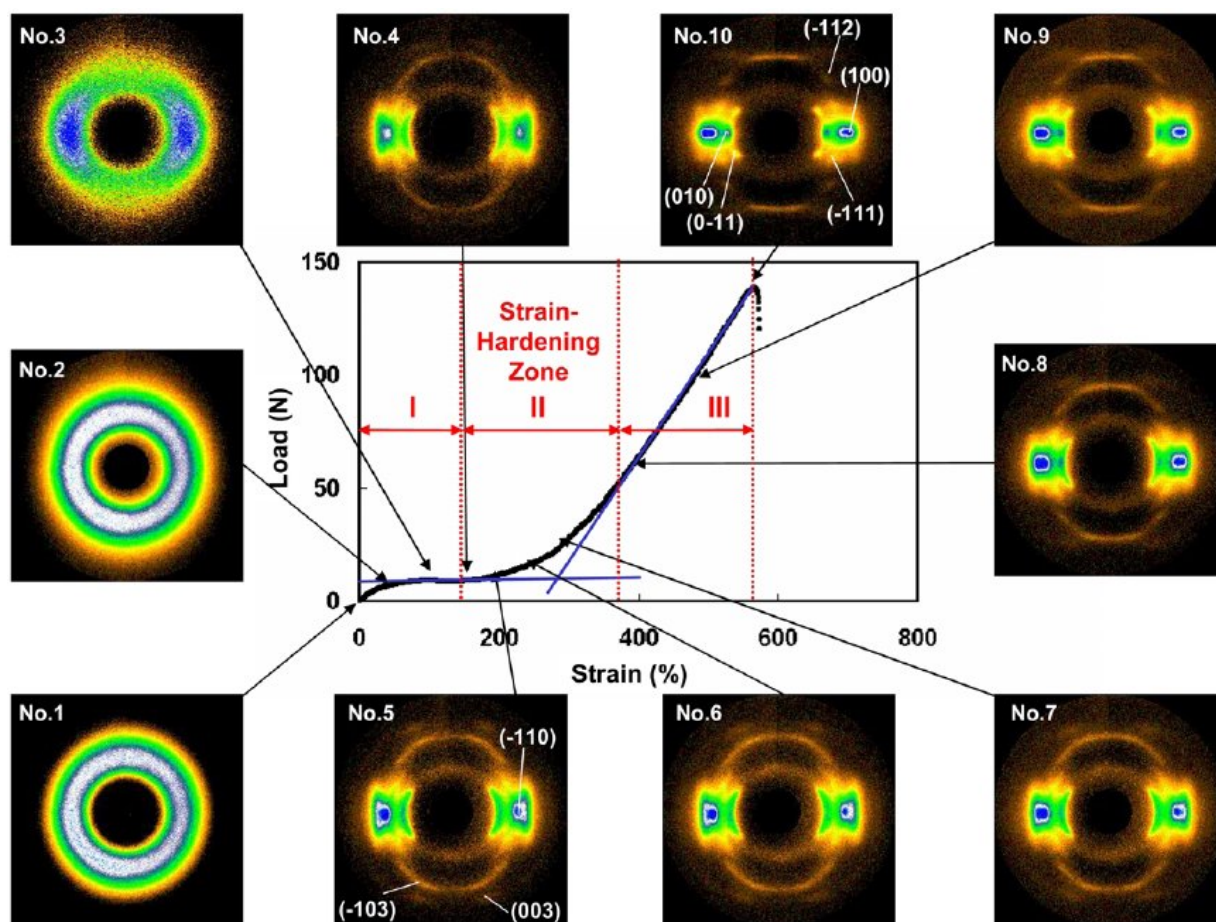 No.3
No.4
No.10
(-112)
(100)
(010)
(0-11)
(-111)
No.9
150
Strain-
Hardening
Zone
100
I
II
III
Load (N)
50
0
0
200
400
600
800
Strain (%)
No.2
No.8
No.1
No.5
(-110)
(-103)
(003)
No.6
No.7